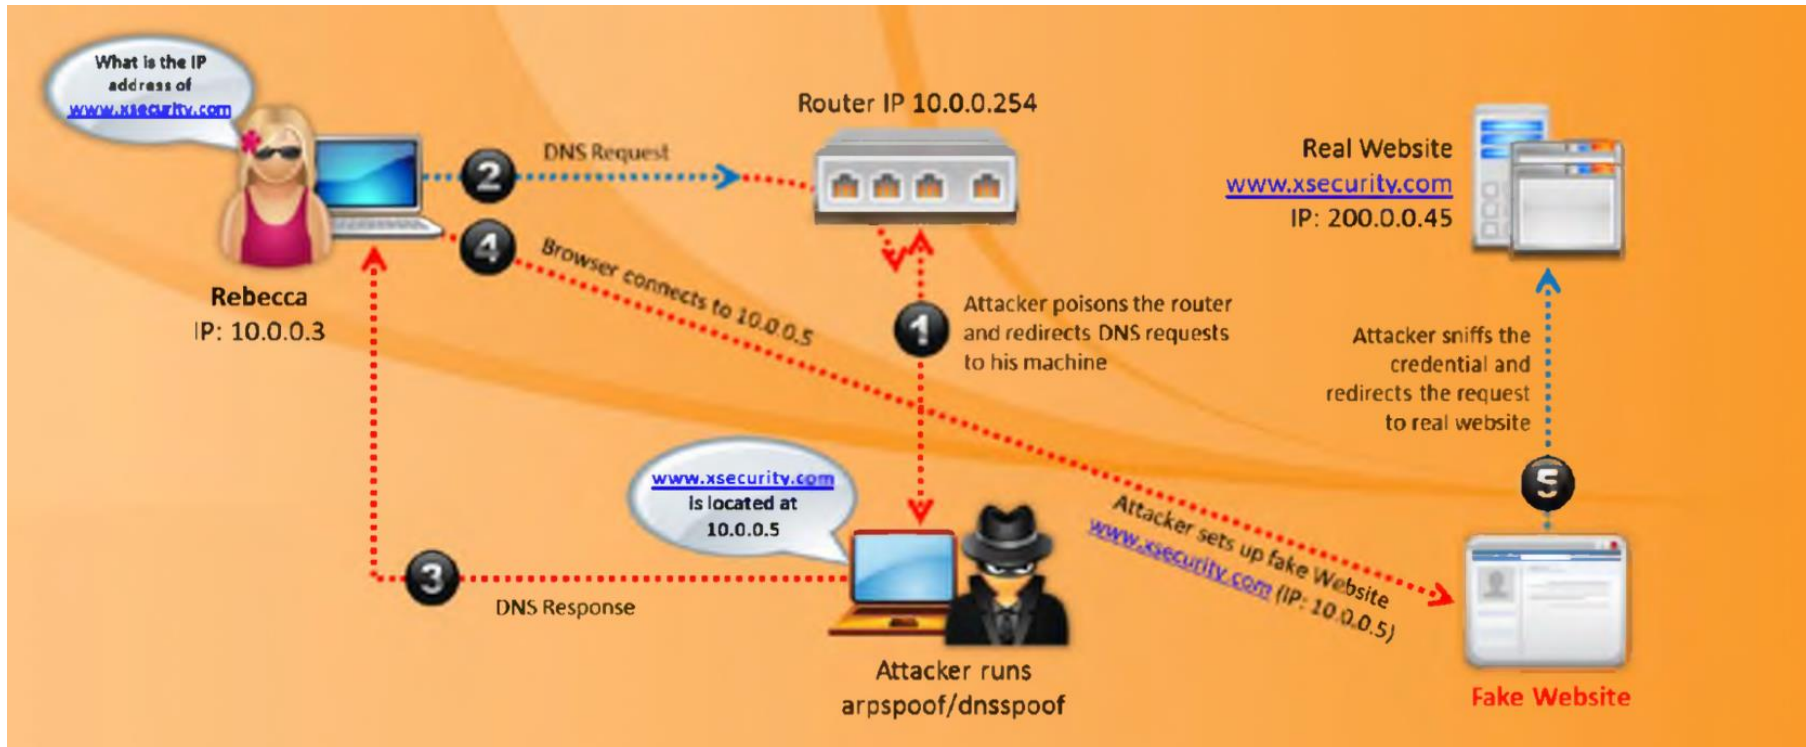 What is the IP
address of
www.xsecurity.com
Rebecca
IP: 10.0.0.3
2
DNS Request
Router IP 10.0.0.254
Real Website
www.xsecurity.com
IP: 200.0.0.45
4
Browser connects to 10.0.0.5
1
Attacker poisons the router
and redirects DNS requests
to his machine
Attacker sniffs the
credential and
redirects the request
to real website
5
www.xsecurity.com
is located at
10.0.0.5
3
DNS Response
Attacker runs
arpspoof/dnsspoof
Attacker sets up fake Website
www.xsecurity.com (IP: 10.0.0.5)
Fake Website